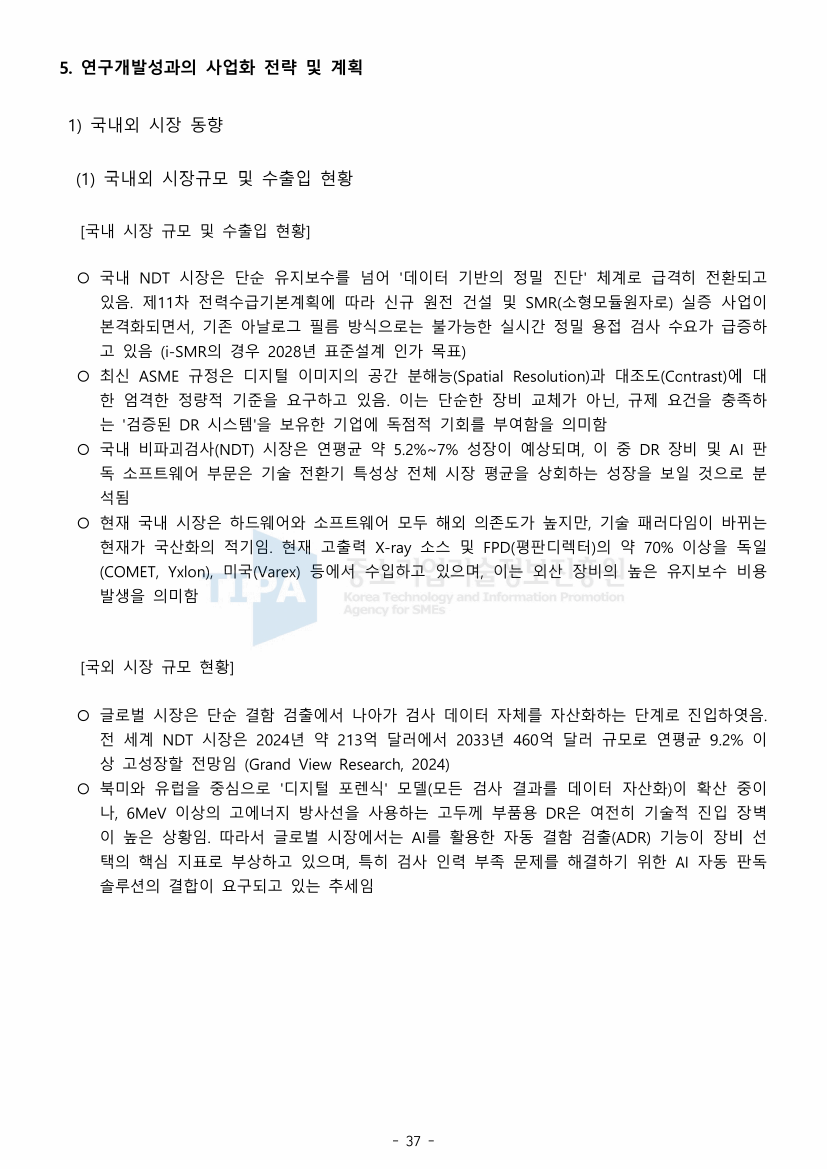 5. 연구개발성과의 사업화 전략 및 계획
1) 국내외 시장 동향
(1) 국내외 시장규모 및 수출입 현황
[국내 시장 규모 및 수출입 현황]
○ 국내 NDT 시장은 단순 유지보수를 넘어 '데이터 기반의 정밀 진단' 체계로 급격히 전환되고
있음. 제11차 전력수급기본계획에 따라 신규 원전 건설 및 SMR(소형모듈원자로) 실증 사업이
본격화되면서, 기존 아날로그 필름 방식으로는 불가능한 실시간 정밀 용접 검사 수요가 급증하
고 있음 (i-SMR의 경우 2028년 표준설계 인가 목표)
○ 최신 ASME 규정은 디지털 이미지의 공간 분해능(Spatial Resolution)과 대조도(Contrast)에 대
한 엄격한 정량적 기준을 요구하고 있음. 이는 단순한 장비 교체가 아닌, 규제 요건을 충족하
는 '검증된 DR 시스템'을 보유한 기업에 독점적 기회를 부여함을 의미함
○ 국내 비파괴검사(NDT) 시장은 연평균 약 5.2%~7% 성장이 예상되며, 이 중 DR 장비 및 AI 판
독 소프트웨어 부문은 기술 전환기 특성상 전체 시장 평균을 상회하는 성장을 보일 것으로 분
석됨
○ 현재 국내 시장은 하드웨어와 소프트웨어 모두 해외 의존도가 높지만, 기술 패러다임이 바뀌는
현재가 국산화의 적기임. 현재 고출력 X-ray 소스 및 FPD(평판디렉터)의 약 70% 이상을 독일
(COMET, Yxlon), 미국(Varex) 등에서 수입하고 있으며, 이는 외산 장비의 높은 유지보수 비용
발생을 의미함
TIPA 중소기업기술정보진흥원
Korea Technology and Information Promotion
Agency for SMEs
[국외 시장 규모 현황]
○ 글로벌 시장은 단순 결함 검출에서 나아가 검사 데이터 자체를 자산화하는 단계로 진입하엿음.
전 세계 NDT 시장은 2024년 약 213억 달러에서 2033년 460억 달러 규모로 연평균 9.2% 이
상 고성장할 전망임 (Grand View Research, 2024)
○ 북미와 유럽을 중심으로 '디지털 포렌식' 모델(모든 검사 결과를 데이터 자산화)이 확산 중이
나, 6MeV 이상의 고에너지 방사선을 사용하는 고두께 부품용 DR은 여전히 기술적 진입 장벽
이 높은 상황임. 따라서 글로벌 시장에서는 AI를 활용한 자동 결함 검출(ADR) 기능이 장비 선
택의 핵심 지표로 부상하고 있으며, 특히 검사 인력 부족 문제를 해결하기 위한 AI 자동 판독
솔루션의 결합이 요구되고 있는 추세임
- 37 -